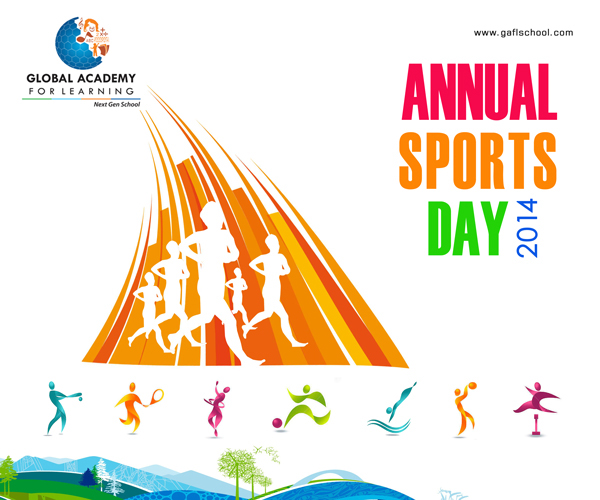 www.gaflschool.com
GLOBAL ACADEMY
FOR LEARNING
Next Gen School
ANNUAL
SPORTS
DAY 2014